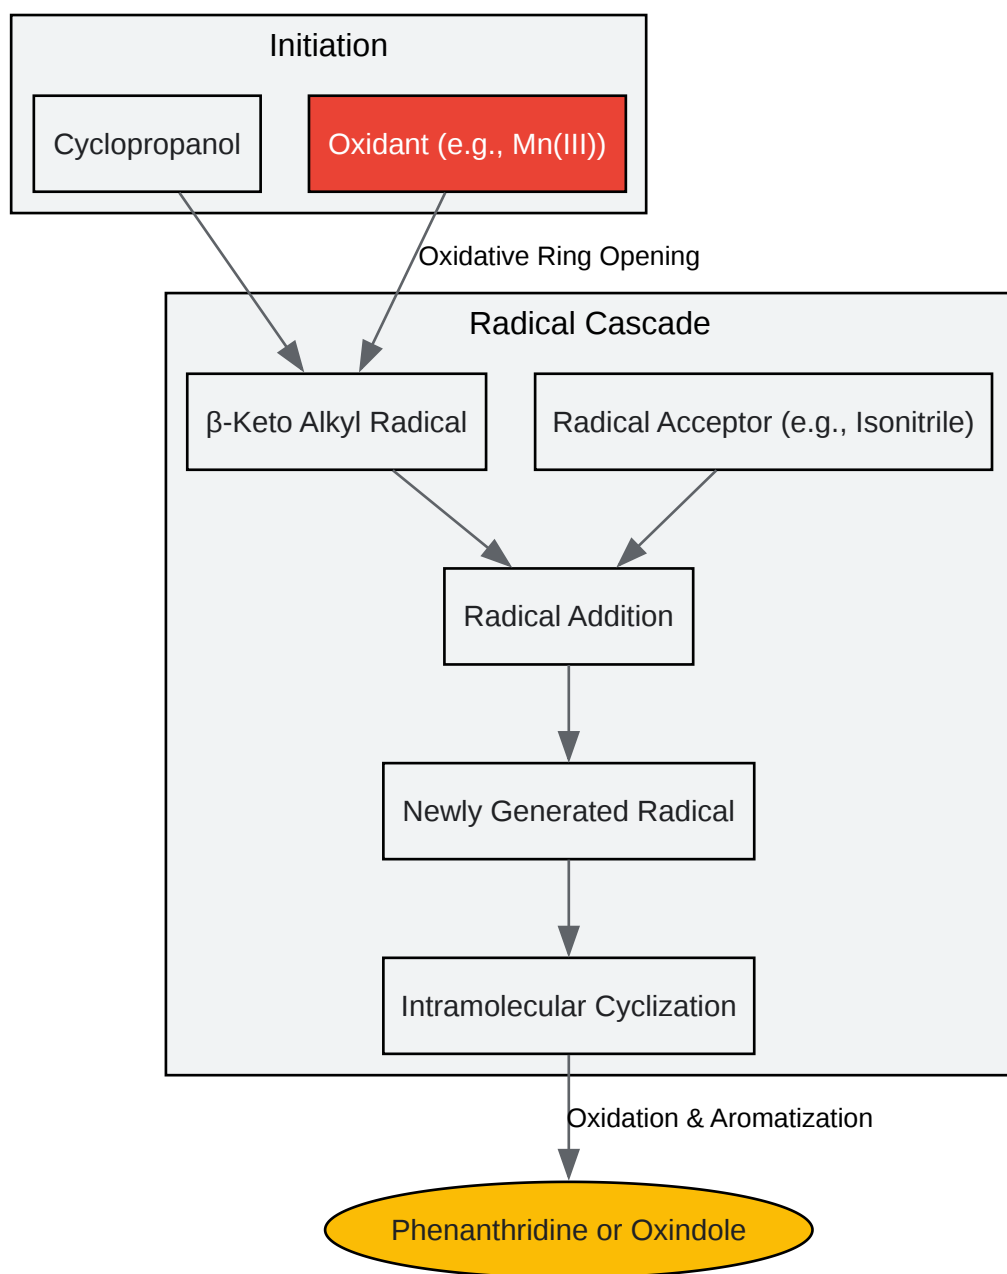 Initiation
Cyclopropanol
Oxidant (e.g., Mn(III))
Oxidative Ring Opening
Radical Cascade
β-Keto Alkyl Radical
Radical Acceptor (e.g., Isonitrile)
Radical Addition
Newly Generated Radical
Intramolecular Cyclization
Oxidation & Aromatization
Phenanthridine or Oxindole